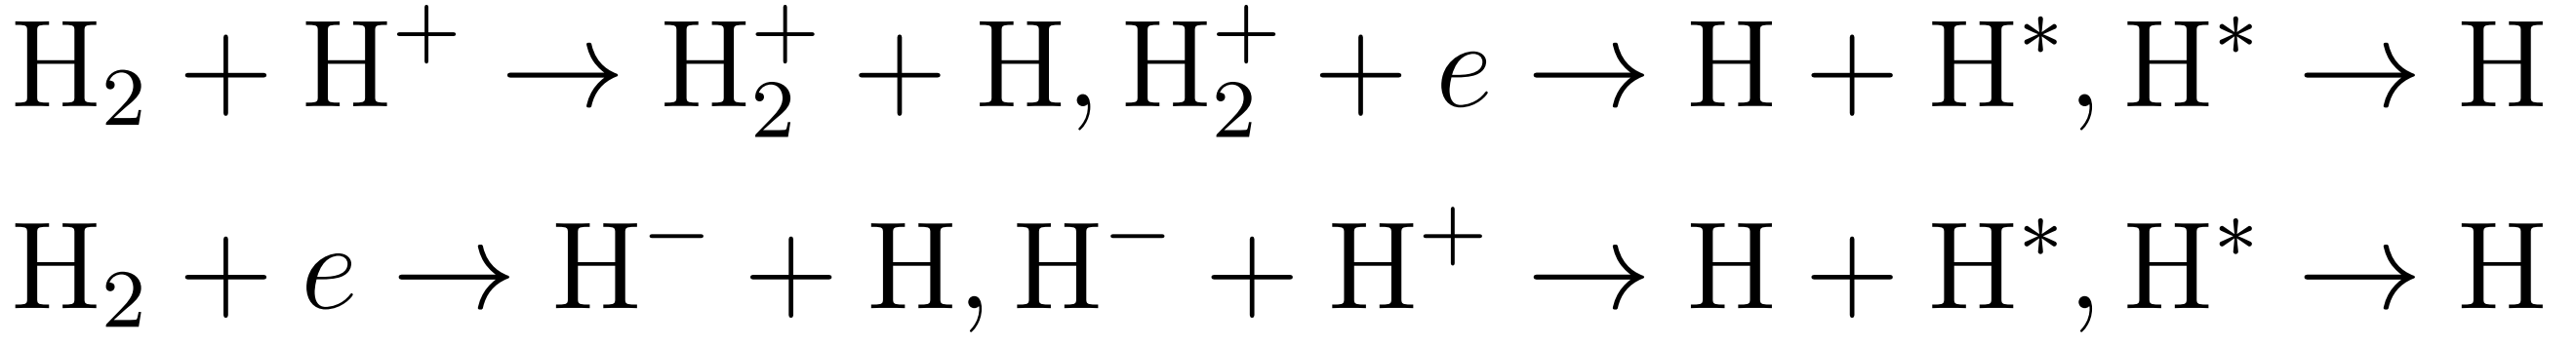 H₂ + H⁺ → H₂⁺ + H, H₂⁺ + e → H + H*, H* → H
H₂ + e → H⁻ + H, H⁻ + H⁺ → H + H*, H* → H